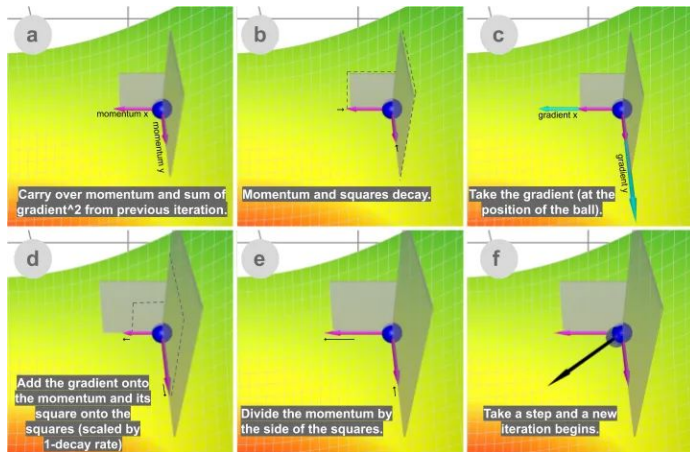 a
momentum x
momentum y
Carry over momentum and sum of
gradient^2 from previous iteration.
b
Momentum and squares decay.
c
gradient x
gradient y
Take the gradient (at the
position of the ball).
d
Add the gradient onto
the momentum and its
square onto the
squares (scaled by
1-decay rate)
e
Divide the momentum by
the side of the squares.
f
Take a step and a new
iteration begins.